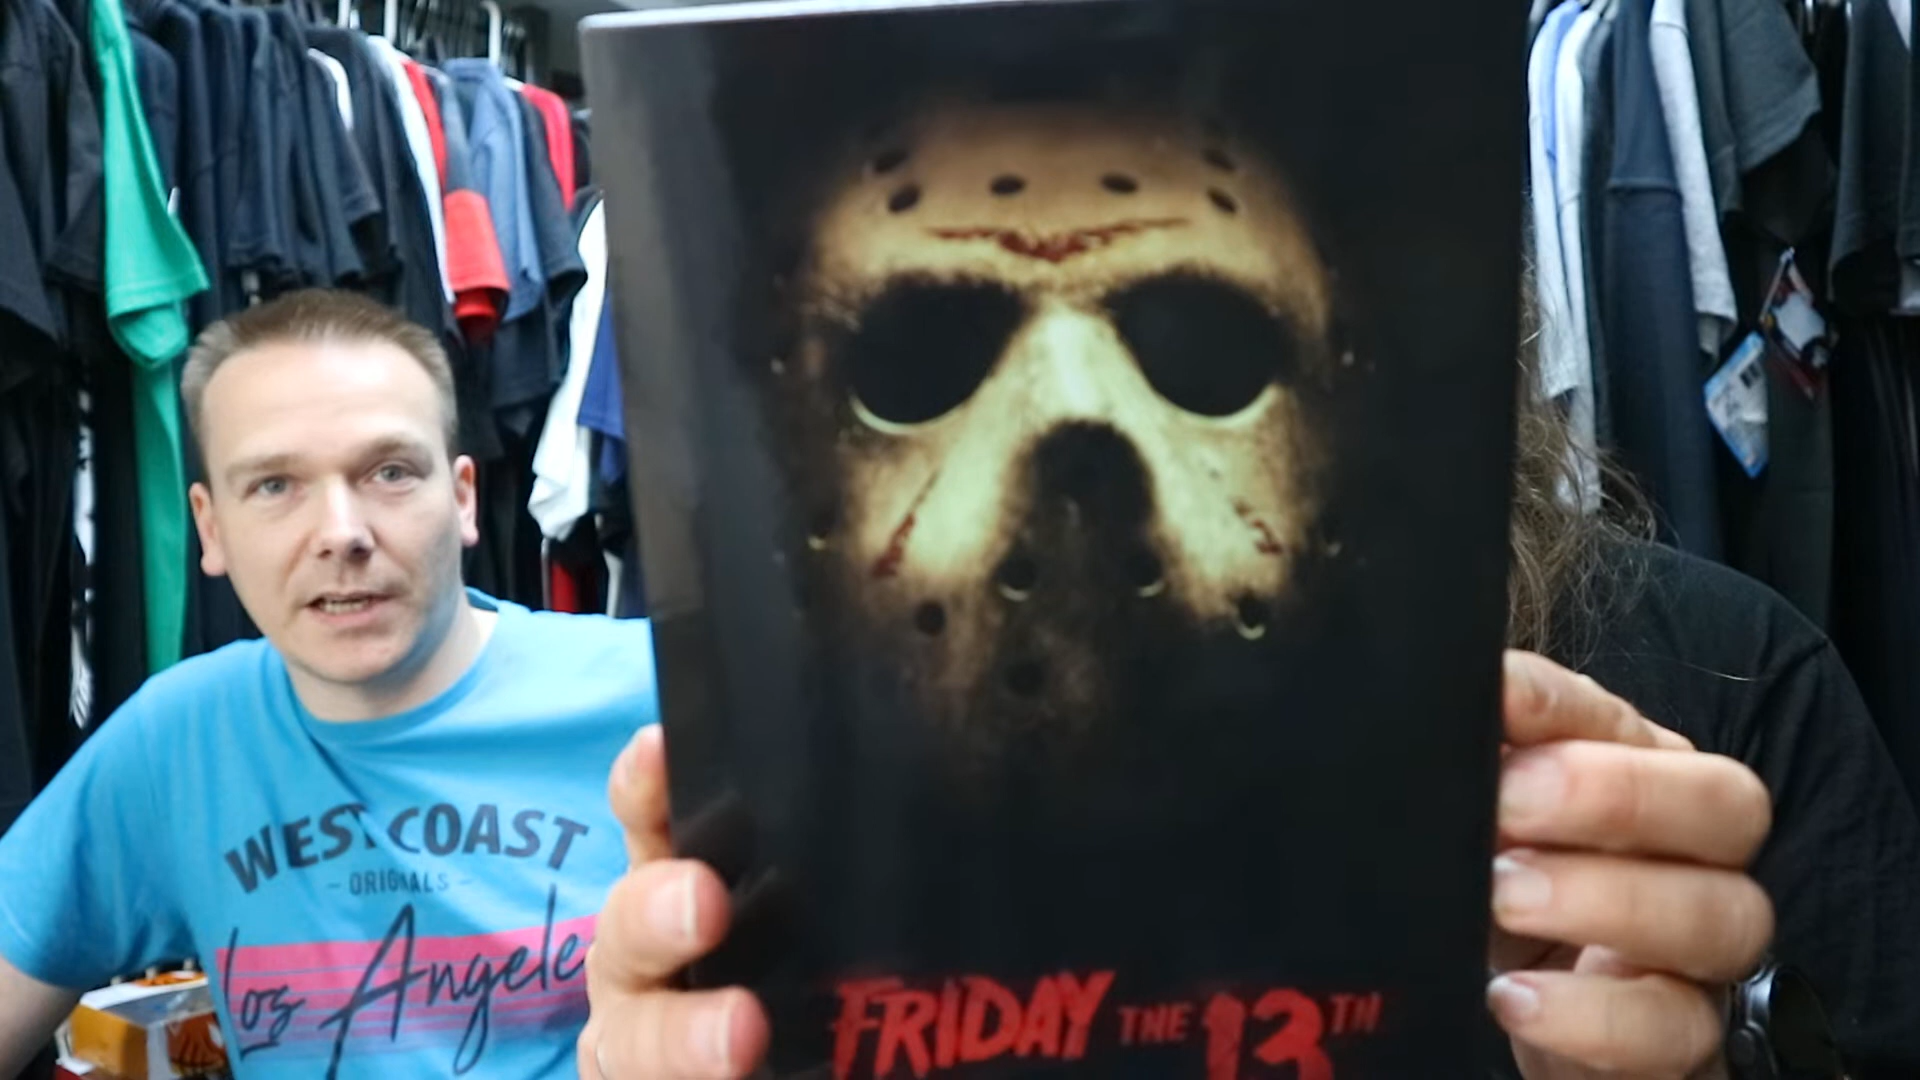 WEST COAST
- ORIGINALS -
Los Angeles
FRIDAY THE 13TH